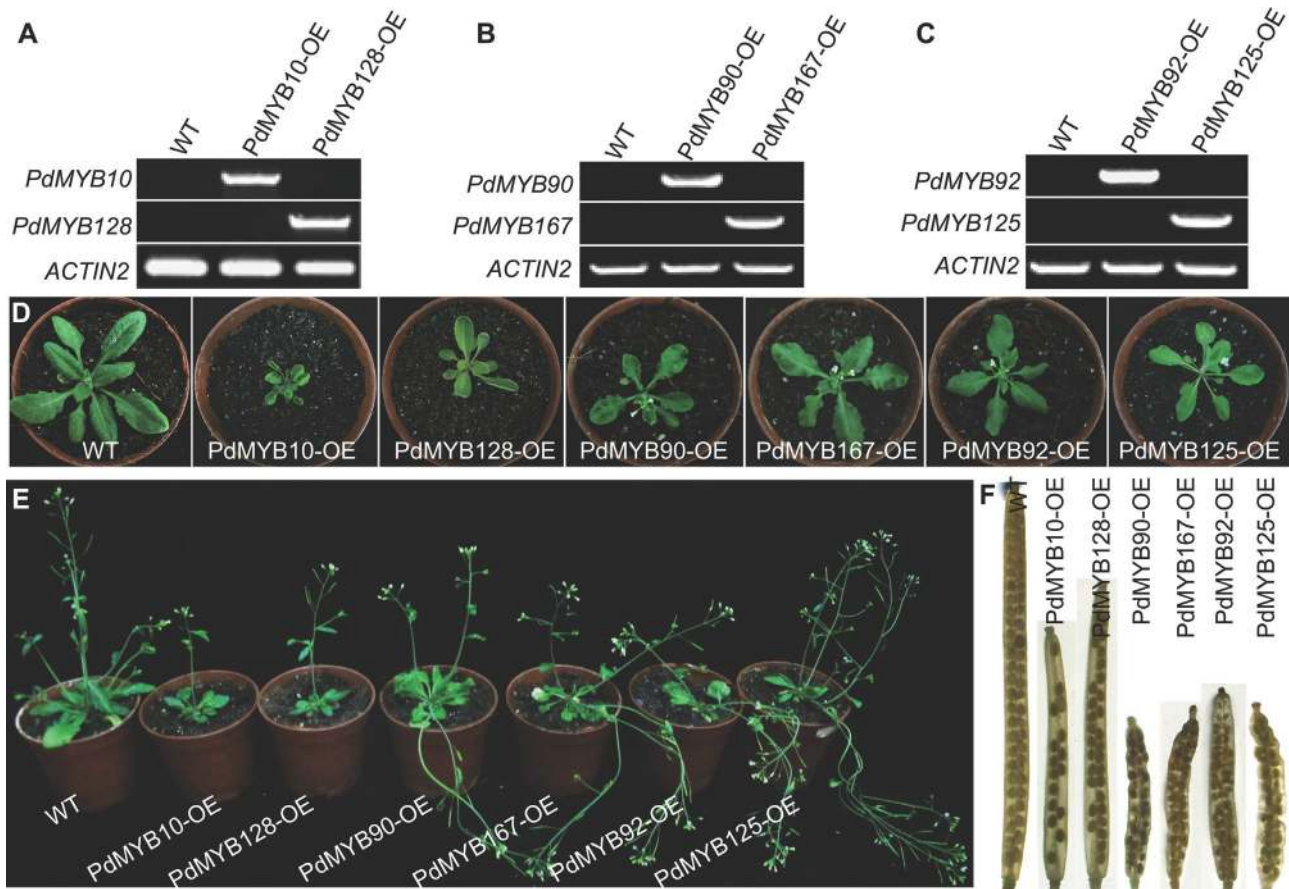 A
WT
PdMYB10-OE
PdMYB128-OE
PdMYB10
PdMYB128
ACTIN2
B
WT
PdMYB90-OE
PdMYB167-OE
PdMYB90
PdMYB167
ACTIN2
C
WT
PdMYB92-OE
PdMYB125-OE
PdMYB92
PdMYB125
ACTIN2
D
WT
PdMYB10-OE
PdMYB128-OE
PdMYB90-OE
PdMYB167-OE
PdMYB92-OE
PdMYB125-OE
E
WT
PdMYB10-OE
PdMYB128-OE
PdMYB90-OE
PdMYB167-OE
PdMYB92-OE
PdMYB125-OE
F
WT
PdMYB10-OE
PdMYB128-OE
PdMYB90-OE
PdMYB167-OE
PdMYB92-OE
PdMYB125-OE